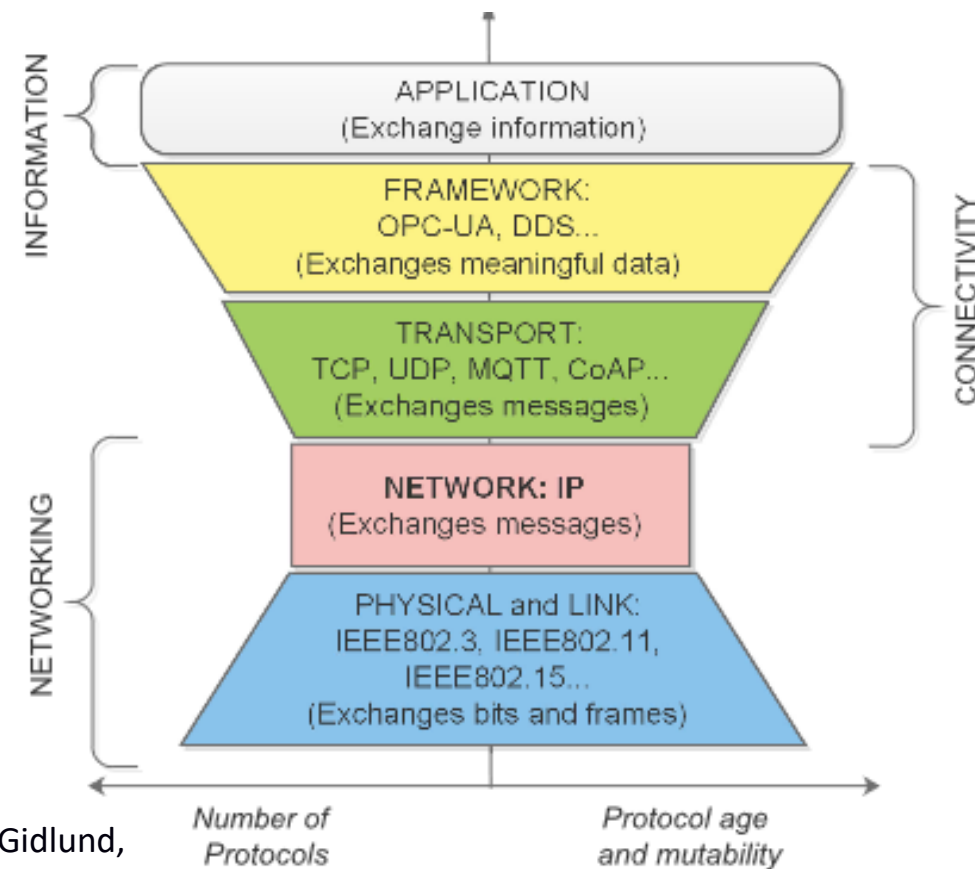 INFORMATION
APPLICATION
(Exchange information)
FRAMEWORK:
OPC-UA, DDS...
(Exchanges meaningful data)
CONNECTIVITY
TRANSPORT:
TCP, UDP, MQTT, CoAP...
(Exchanges messages)
NETWORKING
NETWORK: IP
(Exchanges messages)
PHYSICAL and LINK:
IEEE802.3, IEEE802.11,
IEEE802.15...
(Exchanges bits and frames)
Number of
Protocols
Protocol age
and mutability
Gidlund,